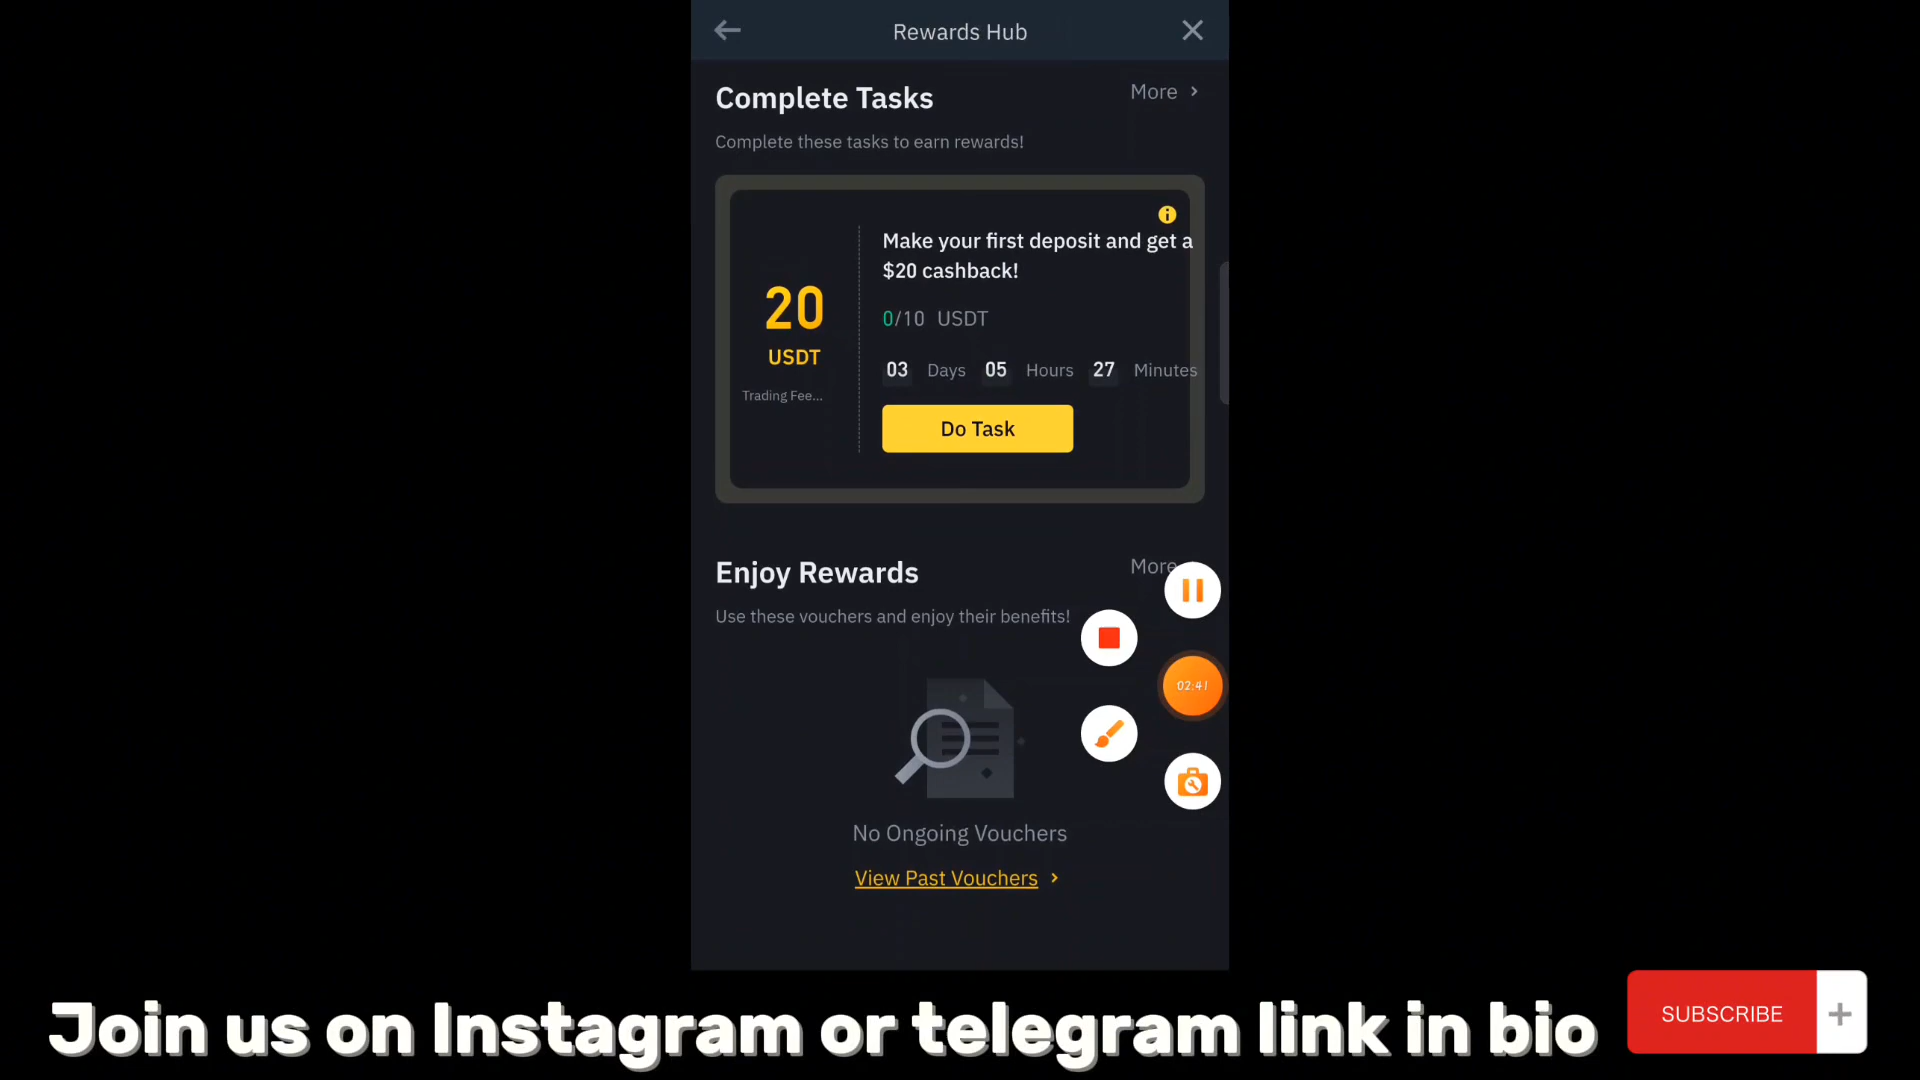 Rewards Hub
Complete Tasks
More
Complete these tasks to earn rewards!
Make your first deposit and get a
$20 cashback!
20
USDT
Trading Fee...
0/10 USDT
03 Days 05 Hours 27 Minutes
Do Task
Enjoy Rewards
More
Use these vouchers and enjoy their benefits!
02:41
No Ongoing Vouchers
View Past Vouchers
Join us on Instagram or telegram link in bio
SUBSCRIBE